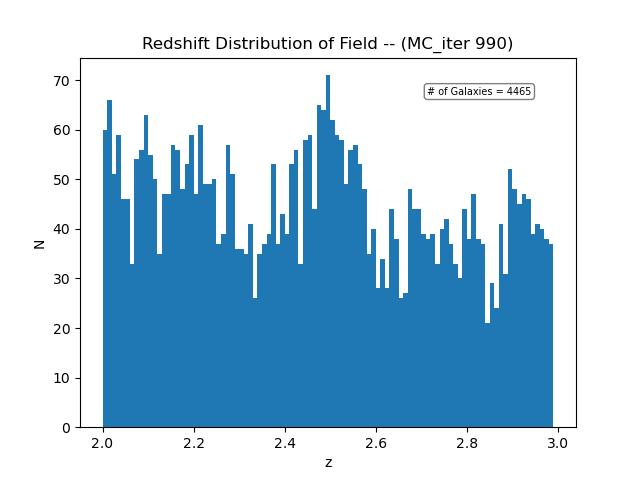 Redshift Distribution of Field -- (MC_iter 990)
# of Galaxies = 4465
70
60
50
40
30
20
10
0
N
2.0 2.2 2.4 2.6 2.8 3.0
z